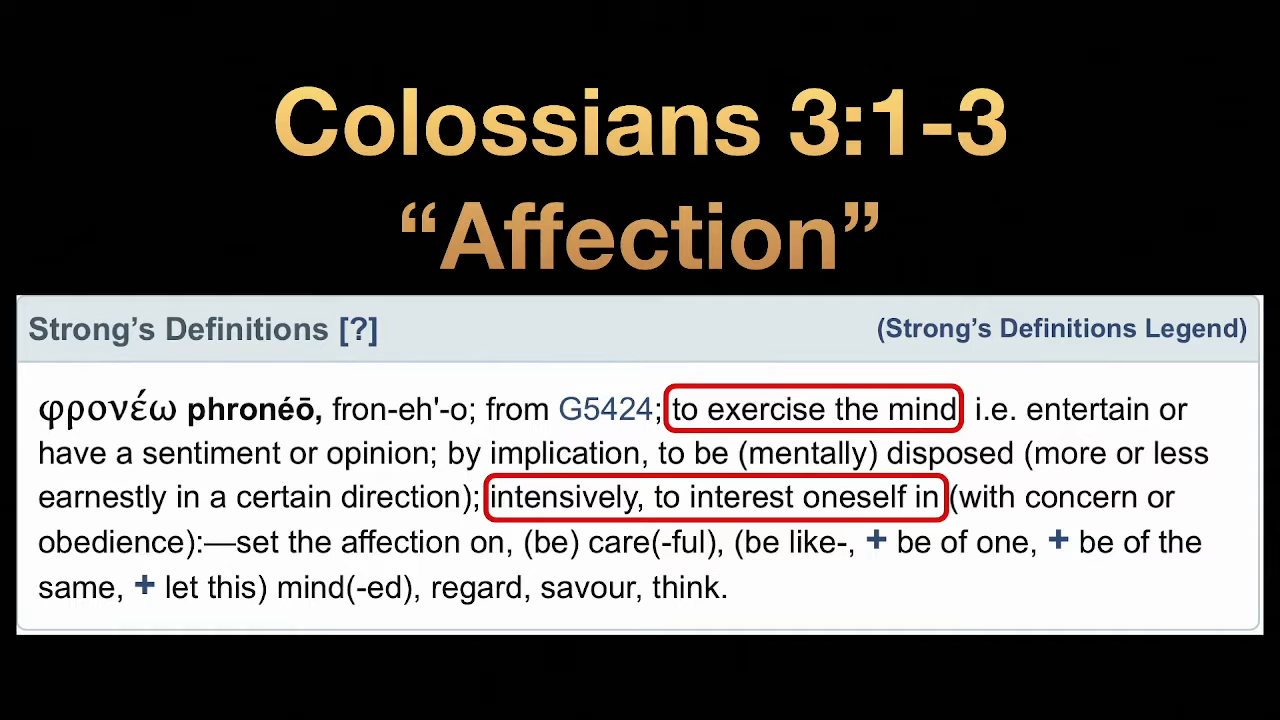 Colossians 3:1-3
“Affection”
Strong’s Definitions [?]
(Strong’s Definitions Legend)
φρονέω phronéō, fron-eh'-o; from G5424; to exercise the mind i.e. entertain or
have a sentiment or opinion; by implication, to be (mentally) disposed (more or less
earnestly in a certain direction); intensively, to interest oneself in (with concern or
obedience):—set the affection on, (be) care(-ful), (be like-, + be of one, + be of the
same, + let this) mind(-ed), regard, savour, think.